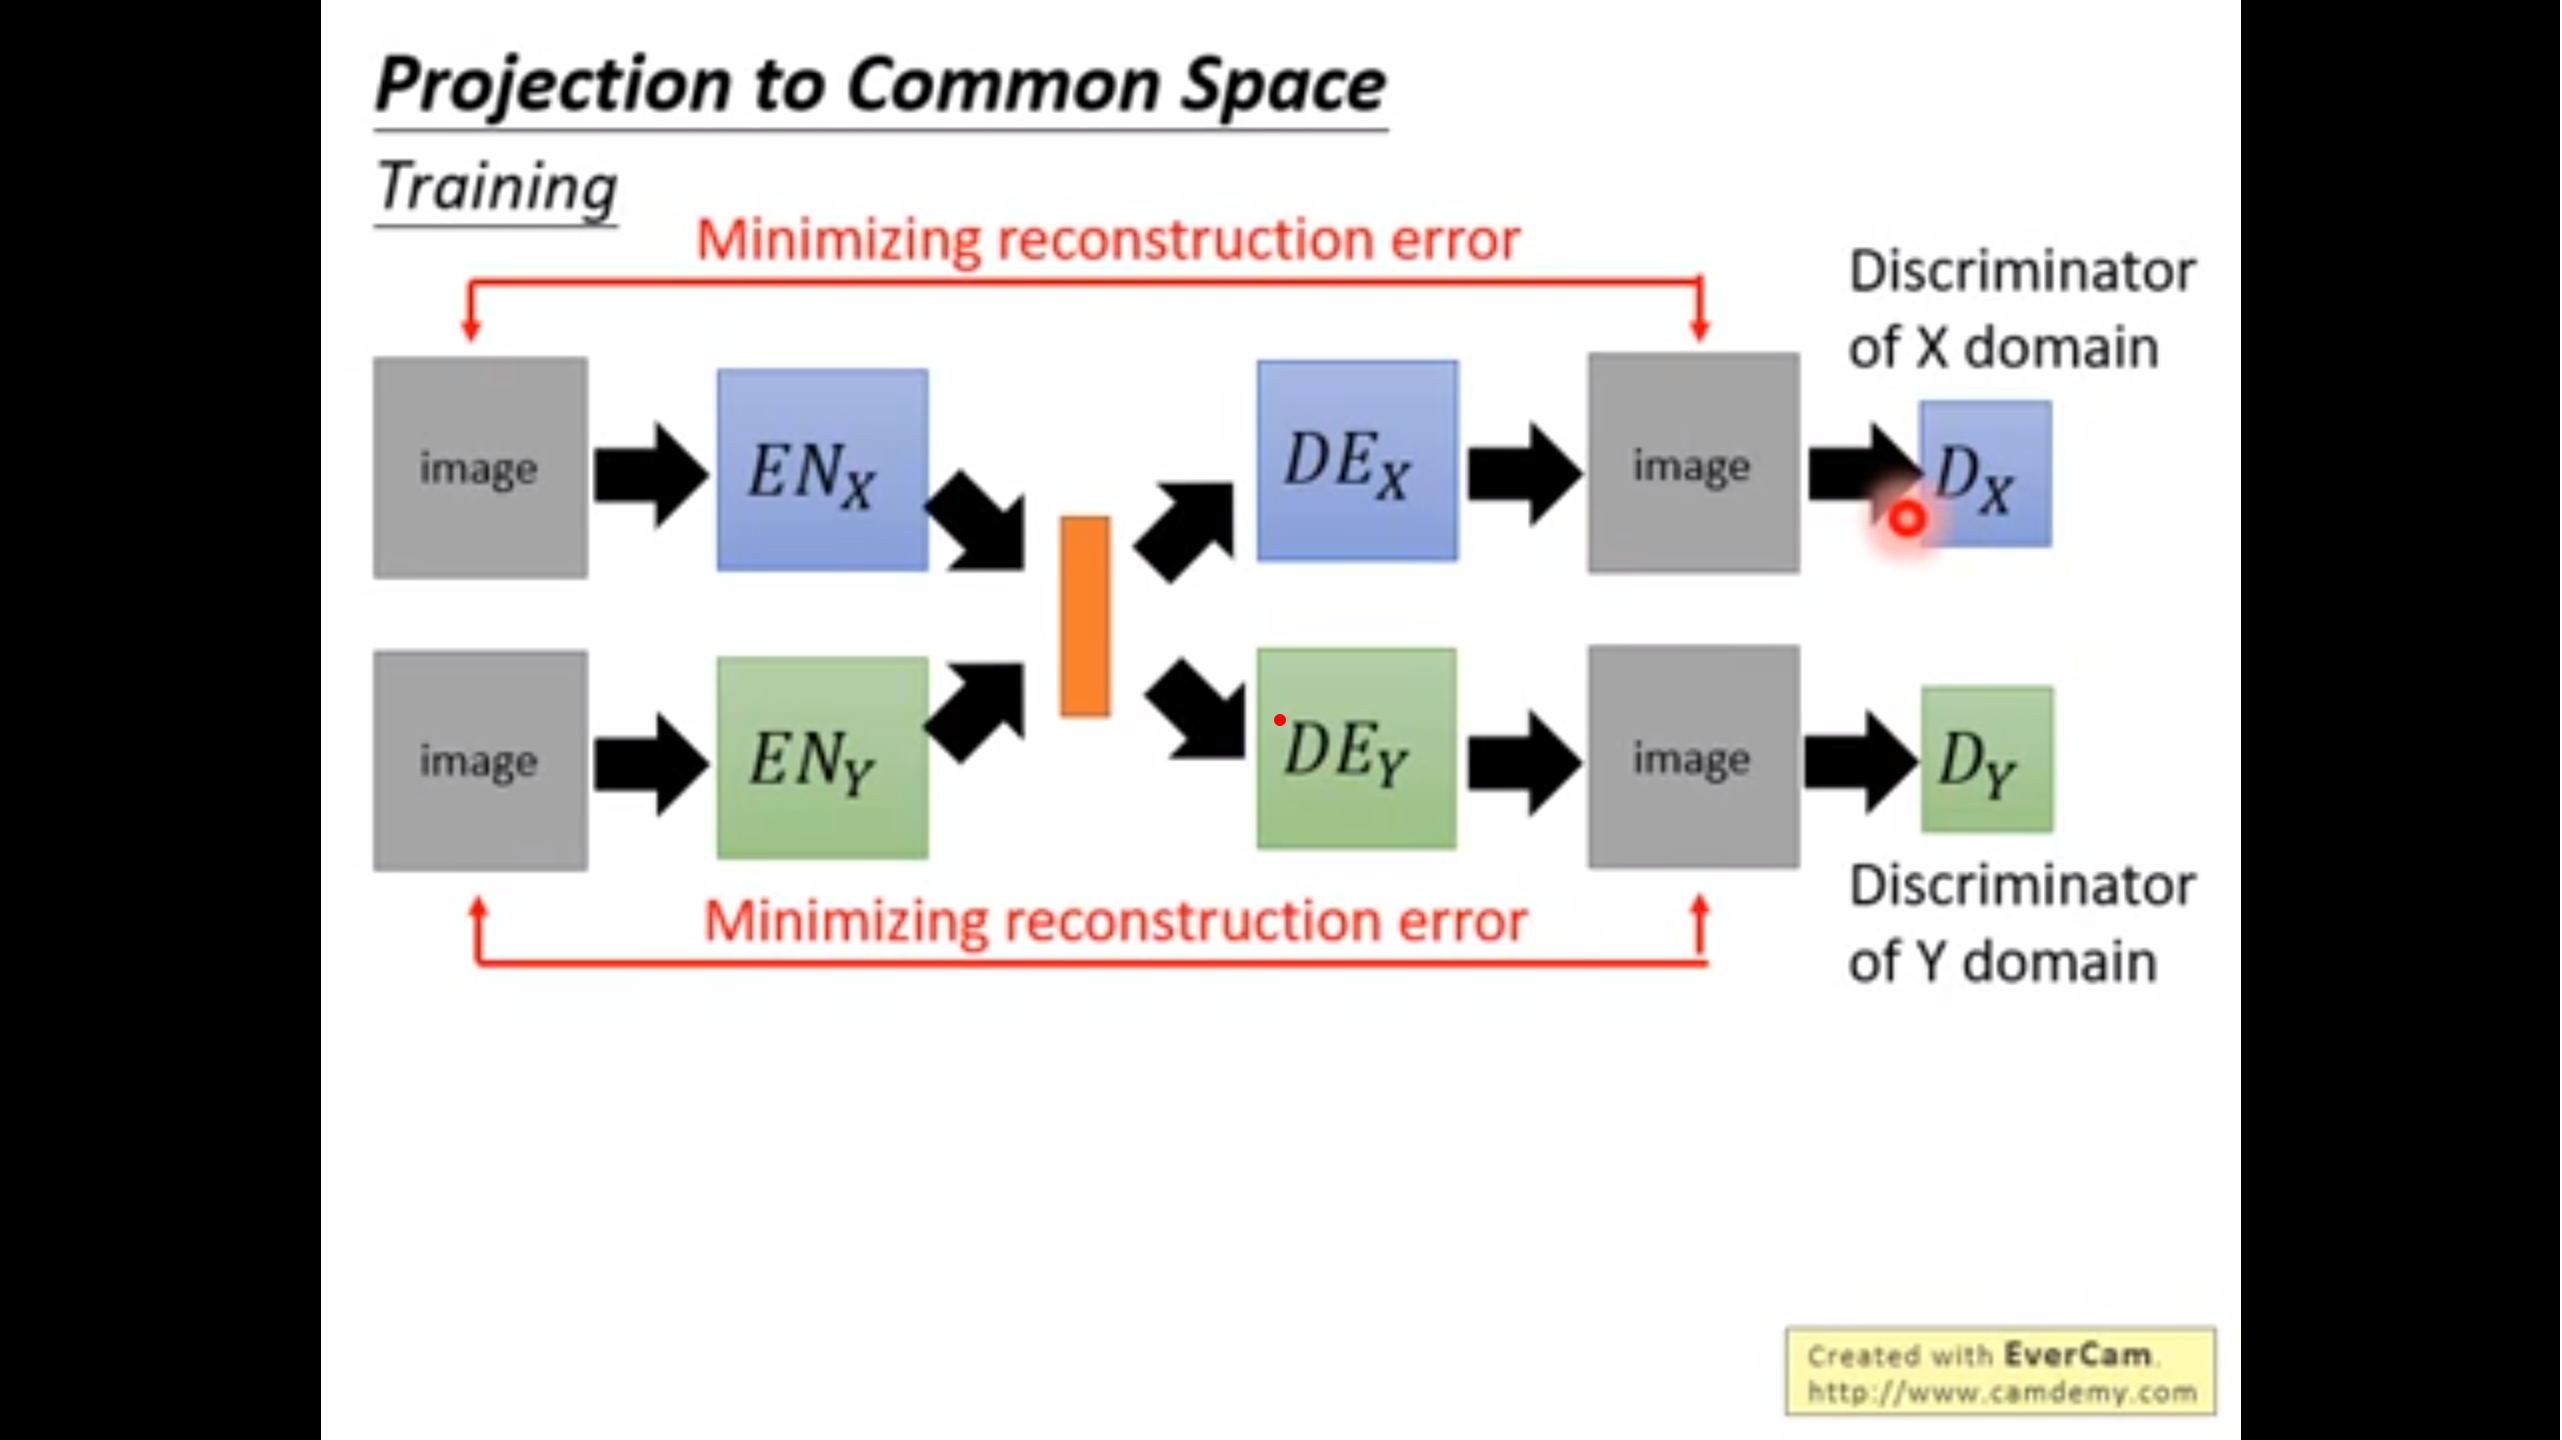 Projection to Common Space
Training
Minimizing reconstruction error
Discriminator
of X domain
image
EN_X
DE_X
image
D_X
image
EN_Y
DE_Y
image
D_Y
Minimizing reconstruction error
Discriminator
of Y domain
Created with EverCam.
http://www.camdemy.com